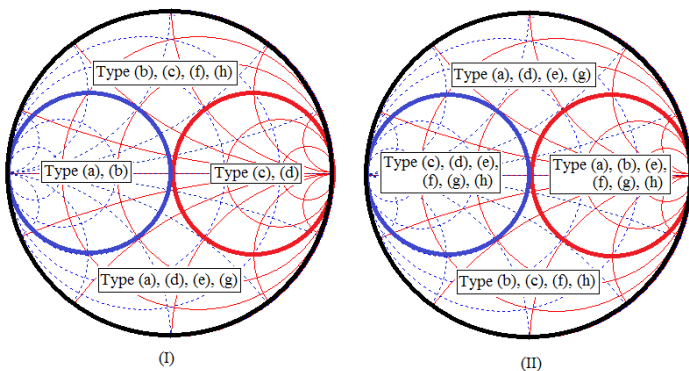 Type (b), (c), (f), (h)
Type (a), (b)
Type (c), (d)
Type (a), (d), (e), (g)
(I)
Type (a), (d), (e), (g)
Type (c), (d), (e),
(f), (g), (h)
Type (a), (b), (e),
(f), (g), (h)
Type (b), (c), (f), (h)
(II)